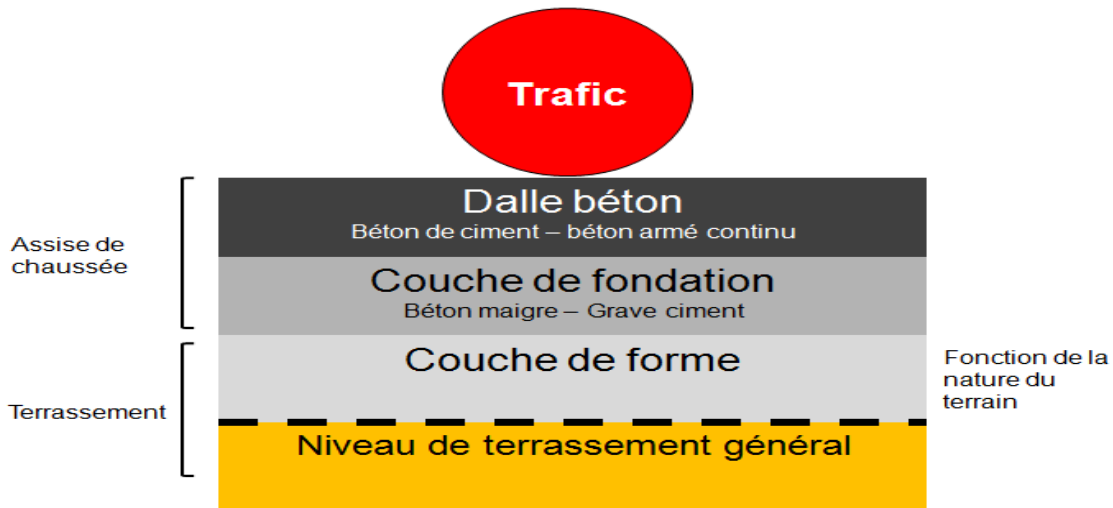 Trafic
Dalle béton
Béton de ciment – béton armé continu
Assise de
chaussée
Couche de fondation
Béton maigre – Grave ciment
Couche de forme
Fonction de la
nature du
terrain
Terrassement
Niveau de terrassement général